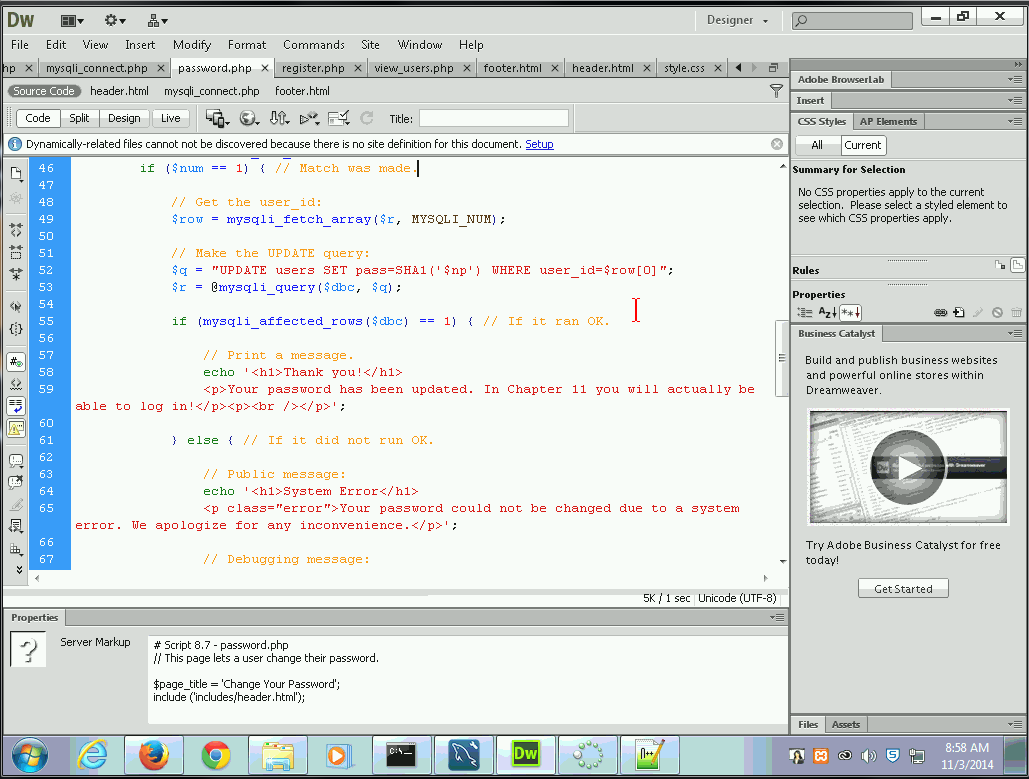 Dw
Designer
File Edit View Insert Modify Format Commands Site Window Help
hp × mysqli_connect.php × password.php × register.php × view_users.php × footer.html × header.html × style.css ×
Source Code header.html mysqli_connect.php footer.html
Code Split Design Live Title:
Dynamically-related files cannot not be discovered because there is no site definition for this document. Setup
46 if ($num == 1) { // Match was made.
47
48 // Get the user_id:
49 $row = mysqli_fetch_array($r, MYSQLI_NUM);
50
51 // Make the UPDATE query:
52 $q = "UPDATE users SET pass=SHA1('$np') WHERE user_id=$row[0]";
53 $r = @mysqli_query($dbc, $q);
54
55 if (mysqli_affected_rows($dbc) == 1) { // If it ran OK.
56
57 // Print a message.
58 echo '<h1>Thank you!</h1>
59 <p>Your password has been updated. In Chapter 11 you will actually be
able to log in!</p><p><br /></p>';
60
61 } else { // If it did not run OK.
62
63 // Public message:
64 echo '<h1>System Error</h1>
65 <p class="error">Your password could not be changed due to a system
error. We apologize for any inconvenience.</p>';
66
67 // Debugging message:
5K / 1 sec Unicode (UTF-8)
Properties
Server Markup
# Script 8.7 - password.php
// This page lets a user change their password.
$page_title = 'Change Your Password';
include ('includes/header.html');
Adobe BrowserLab
Insert
CSS Styles AP Elements
All Current
Summary for Selection
No CSS properties apply to the current
selection. Please select a styled element to
see which CSS properties apply.
Rules
Properties
Business Catalyst
Build and publish business websites
and powerful online stores within
Dreamweaver.
Try Adobe Business Catalyst for free
today!
Get Started
Files Assets
Dw
8:58 AM
11/3/2014